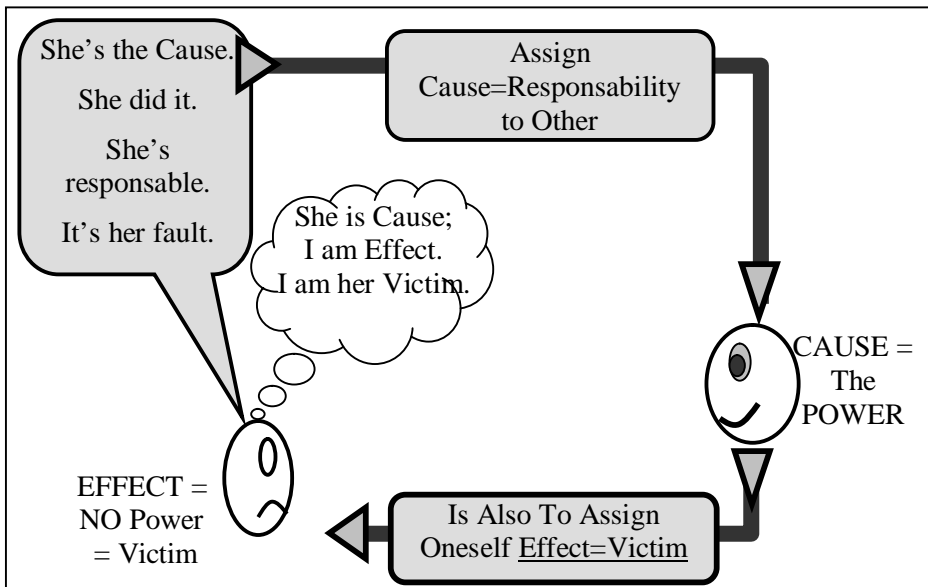 She's the Cause.
She did it.
She's
responsable.
It's her fault.
Assign
Cause=Responsability
to Other
She is Cause;
I am Effect.
I am her Victim.
CAUSE =
The
POWER
EFFECT =
NO Power
= Victim
Is Also To Assign
Oneself Effect=Victim